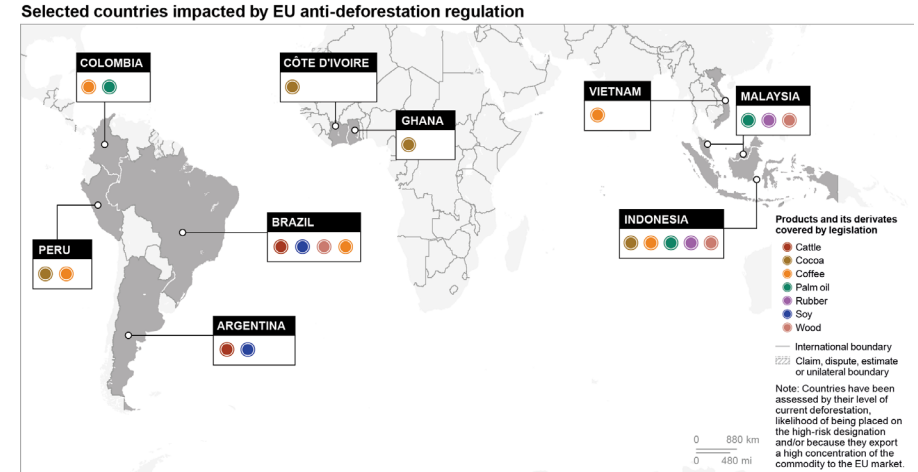 Selected countries impacted by EU anti-deforestation regulation
COLOMBIA
CÔTE D'IVOIRE
GHANA
VIETNAM
MALAYSIA
BRAZIL
PERU
INDONESIA
ARGENTINA
Products and its derivates
covered by legislation
Cattle
Cocoa
Coffee
Palm oil
Rubber
Soy
Wood
International boundary
Claim, dispute, estimate
or unilateral boundary
Note: Countries have been
assessed by their level of
current deforestation,
likelihood of being placed on
the high-risk designation
and/or because they export
a high concentration of the
commodity to the EU market.
0 880 km
0 480 mi